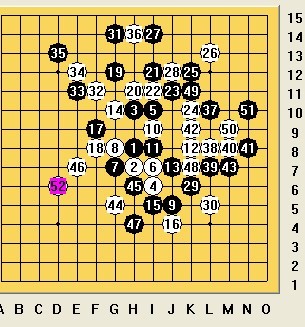 15
31 36 27 14
35 26 13
34 19 21 28 25 12
33 32 20 22 23 49 11
14 3 5 24 37 51 10
17 10 42 50 9
18 8 1 11 12 38 40 41 8
46 7 2 6 13 48 39 43 7
52 45 4 29 6
44 15 9 30 5
47 16 4
3
2
1
A B C D E F G H I J K L M N O